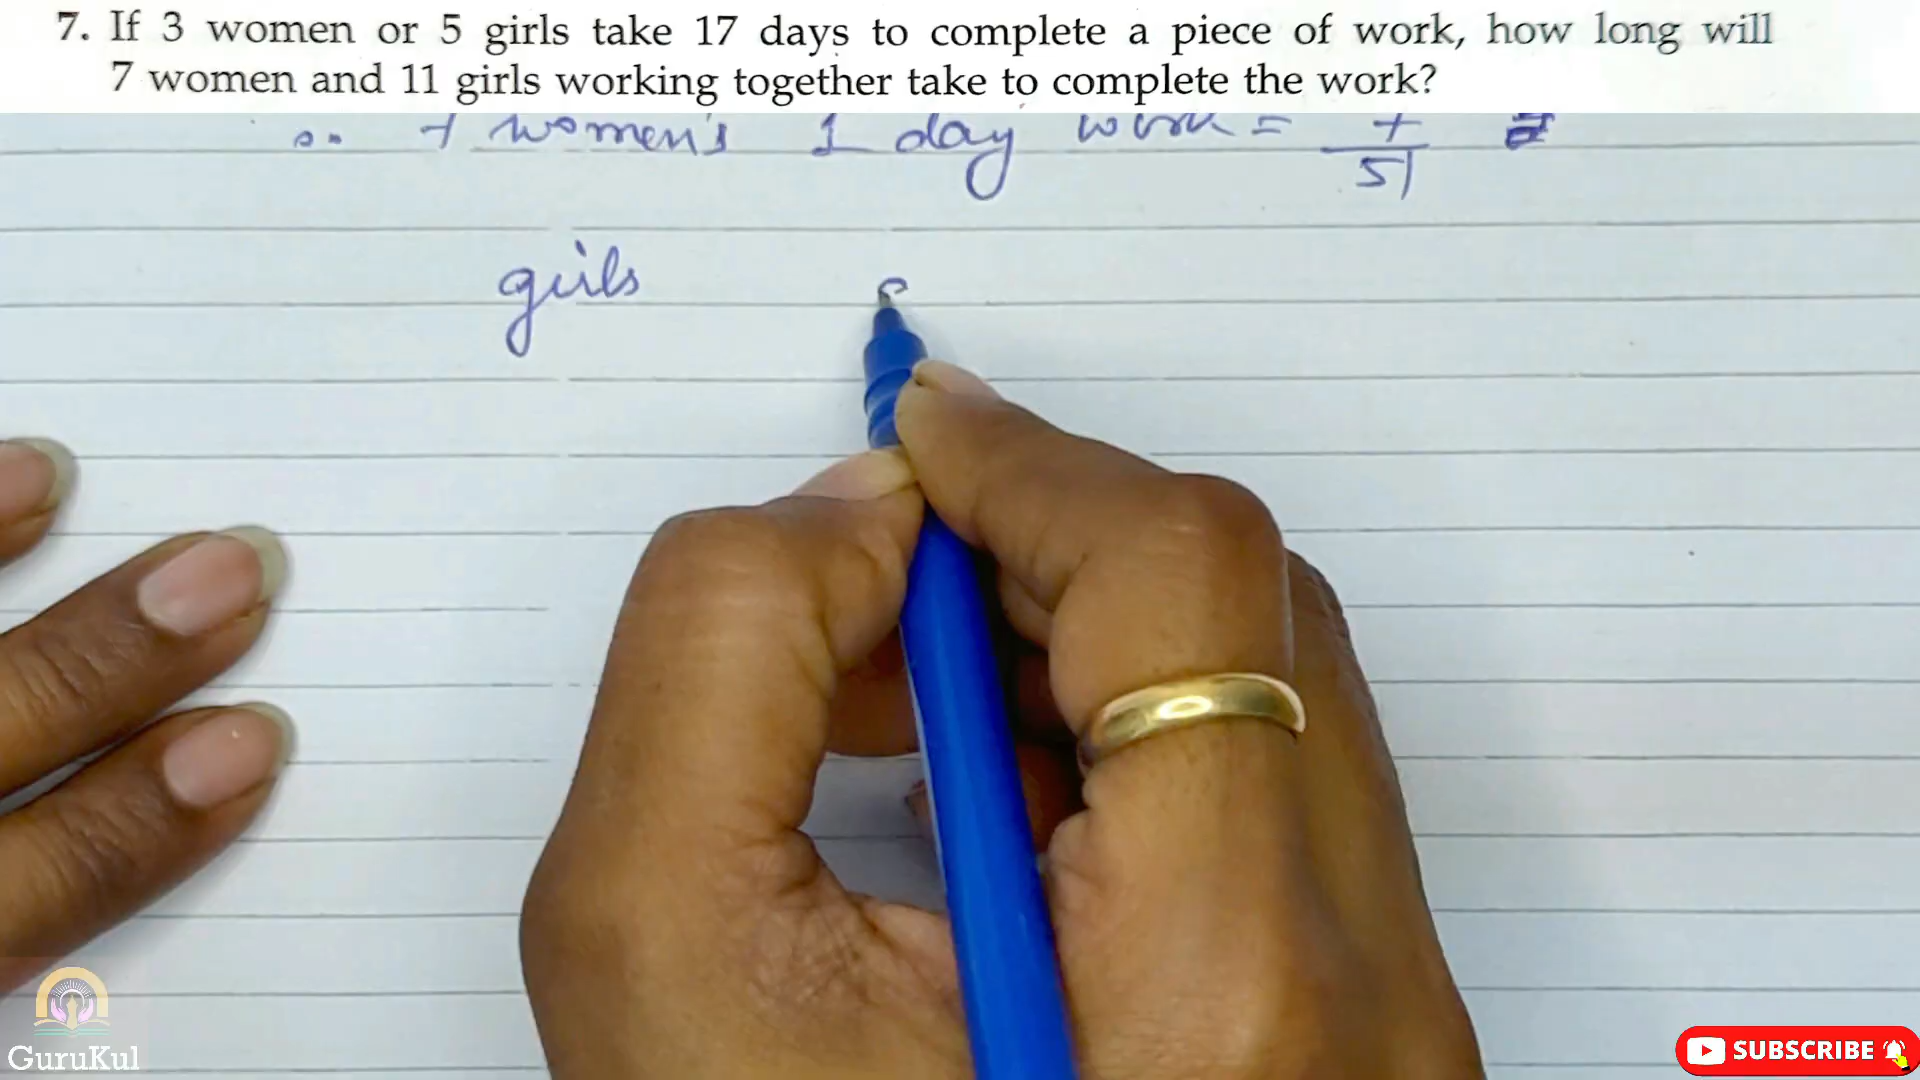 7. If 3 women or 5 girls take 17 days to complete a piece of work, how long will
7 women and 11 girls working together take to complete the work?
∴ 7 women's 1 day work = 7/51
girls
GuruKul
SUBSCRIBE